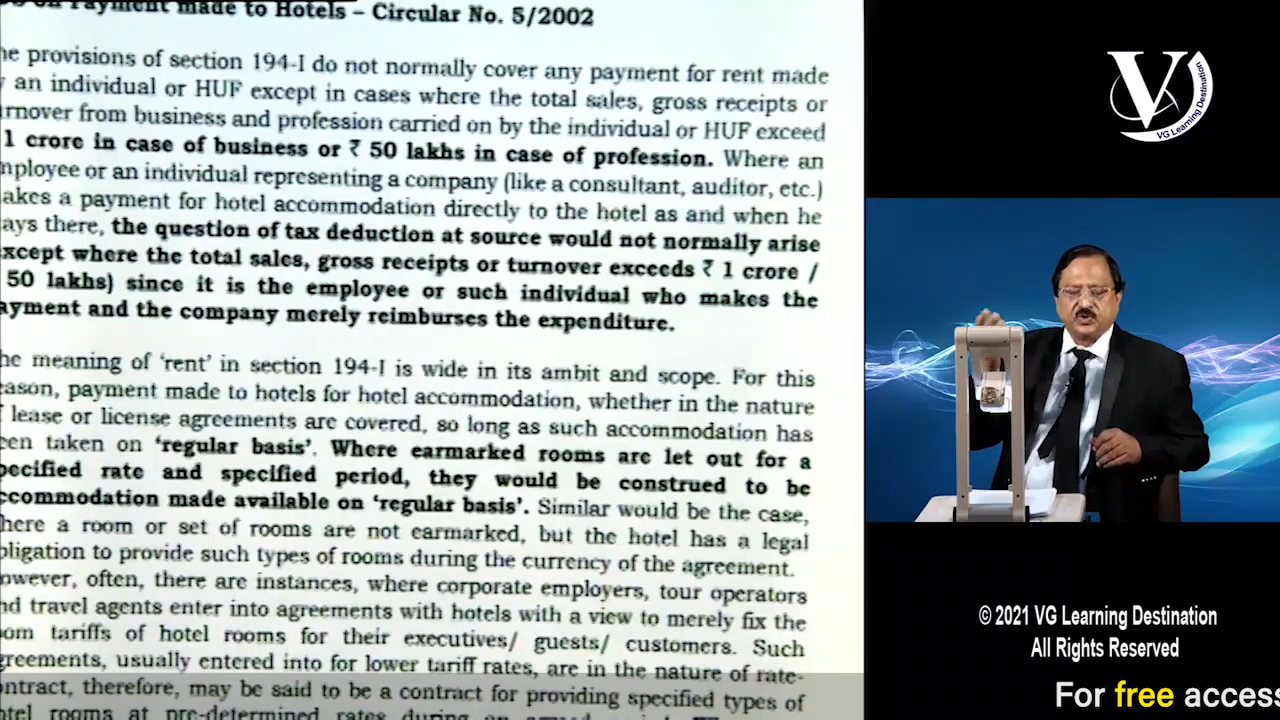 Payment made to Hotels – Circular No. 5/2002
provisions of section 194-I do not normally cover any payment for rent made
an individual or HUF except in cases where the total sales, gross receipts or
rnover from business and profession carried on by the individual or HUF exceed
1 crore in case of business or ₹ 50 lakhs in case of profession. Where an
nployee or an individual representing a company (like a consultant, auditor, etc.)
akes a payment for hotel accommodation directly to the hotel as and when he
ays there, the question of tax deduction at source would not normally arise
xcept where the total sales, gross receipts or turnover exceeds ₹ 1 crore /
50 lakhs) since it is the employee or such individual who makes the
ayment and the company merely reimburses the expenditure.
he meaning of 'rent' in section 194-I is wide in its ambit and scope. For this
eason, payment made to hotels for hotel accommodation, whether in the nature
f lease or license agreements are covered, so long as such accommodation has
een taken on 'regular basis'. Where earmarked rooms are let out for a
pecified rate and specified period, they would be construed to be
ccommodation made available on 'regular basis'. Similar would be the case,
here a room or set of rooms are not earmarked, but the hotel has a legal
bligation to provide such types of rooms during the currency of the agreement.
owever, often, there are instances, where corporate employers, tour operators
nd travel agents enter into agreements with hotels with a view to merely fix the
oom tariffs of hotel rooms for their executives/ guests/ customers. Such
greements, usually entered into for lower tariff rates, are in the nature of rate-
ontract, therefore, may be said to be a contract for providing specified types of
otel rooms at pre-determined rates during
V
VG Learning Destination
© 2021 VG Learning Destination
All Rights Reserved
For free access